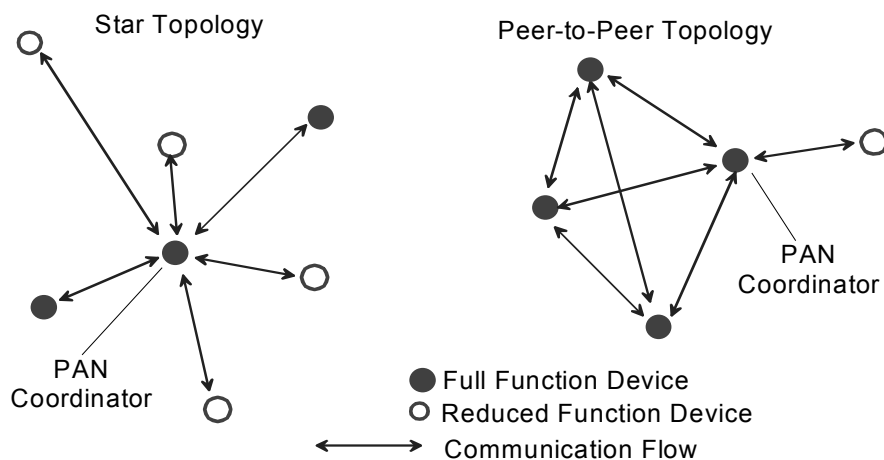 Star Topology
Peer-to-Peer Topology
PAN
Coordinator
PAN
Coordinator
Full Function Device
Reduced Function Device
Communication Flow